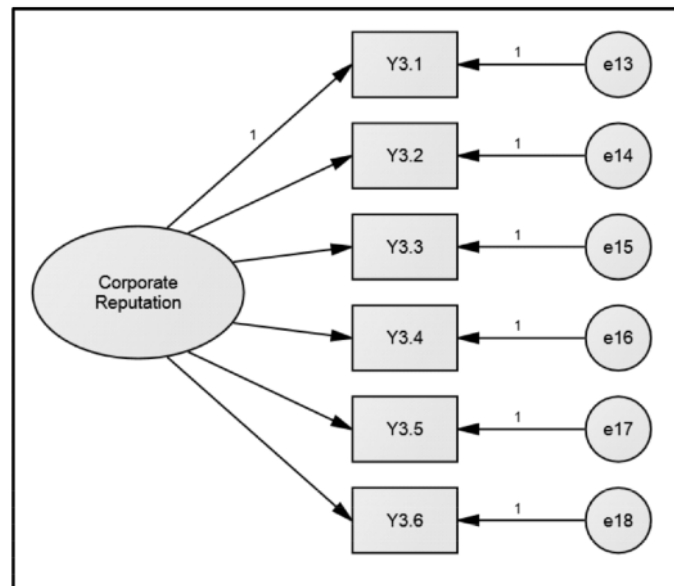 Y3.1
1
e13
1
Y3.2
1
e14
Y3.3
1
e15
Corporate
Reputation
Y3.4
1
e16
Y3.5
1
e17
Y3.6
1
e18